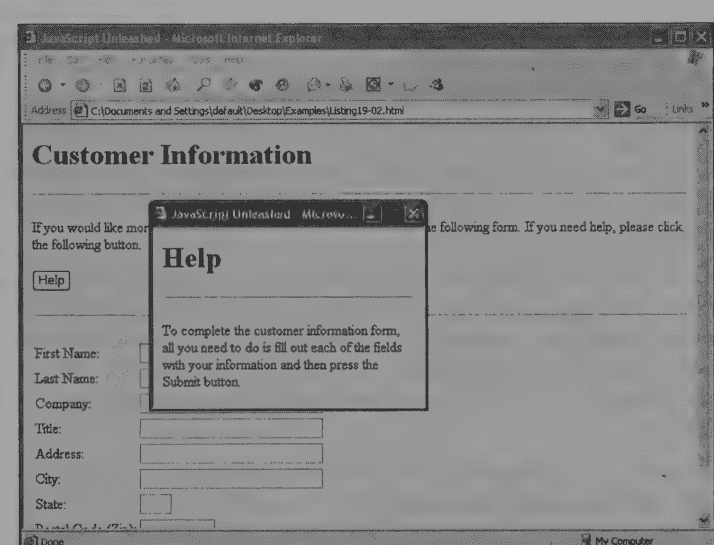 JavaScript Unleashed - Microsoft Internet Explorer
Address C:\Documents and Settings\default\Desktop\Examples\Listing19-02.html Go Links »
Customer Information
If you would like mor
e following form. If you need help, please click
the following button.
Help
JavaScript Unleashed - Microso...
Help
To complete the customer information form,
all you need to do is fill out each of the fields
with your information and then press the
Submit button.
First Name:
Last Name:
Company:
Title:
Address:
City:
State:
Postal Code (Zip):
Done My Computer